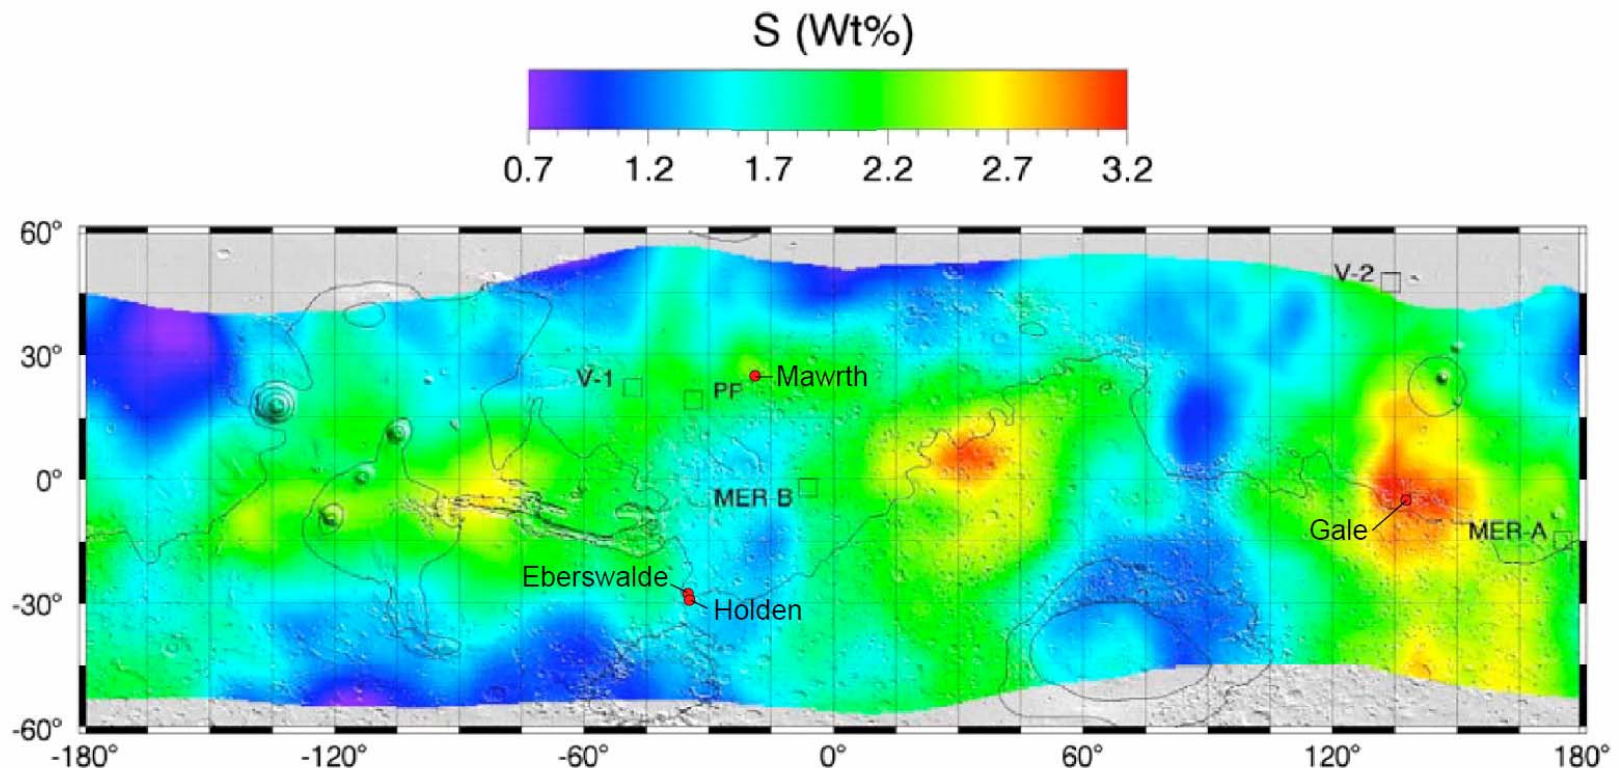 S (Wt%)
0.7 1.2 1.7 2.2 2.7 3.2
60°
V-2
30°
V-1
PF
Mawrth
0°
MER B
Gale
MER-A
Eberswalde
-30°
Holden
-60°
-180° -120° -60° 0° 60° 120° 180°